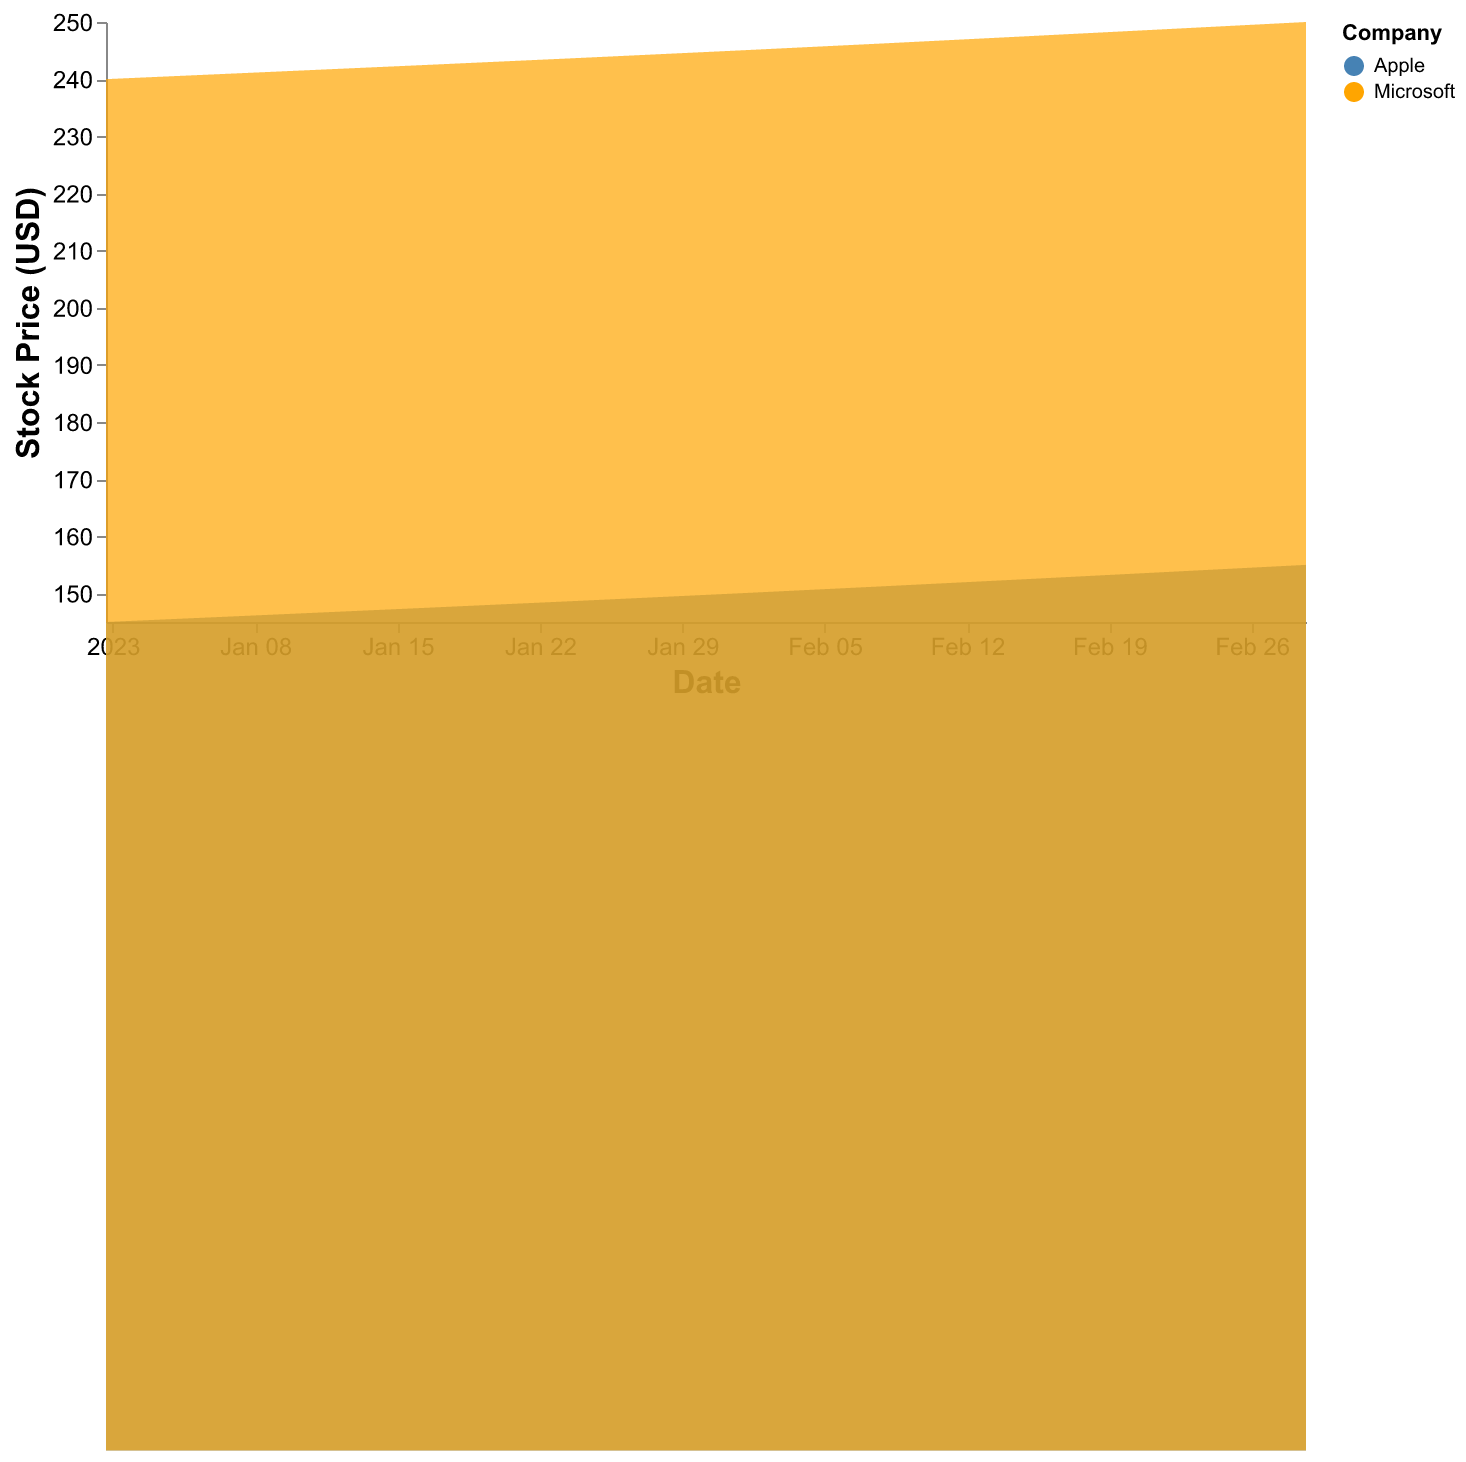 250
240
230
220
210
200
190
180
170
160
150
Stock Price (USD)
2023 Jan 08 Jan 15 Jan 22 Jan 29 Feb 05 Feb 12 Feb 19 Feb 26
Date
Company
Apple
Microsoft